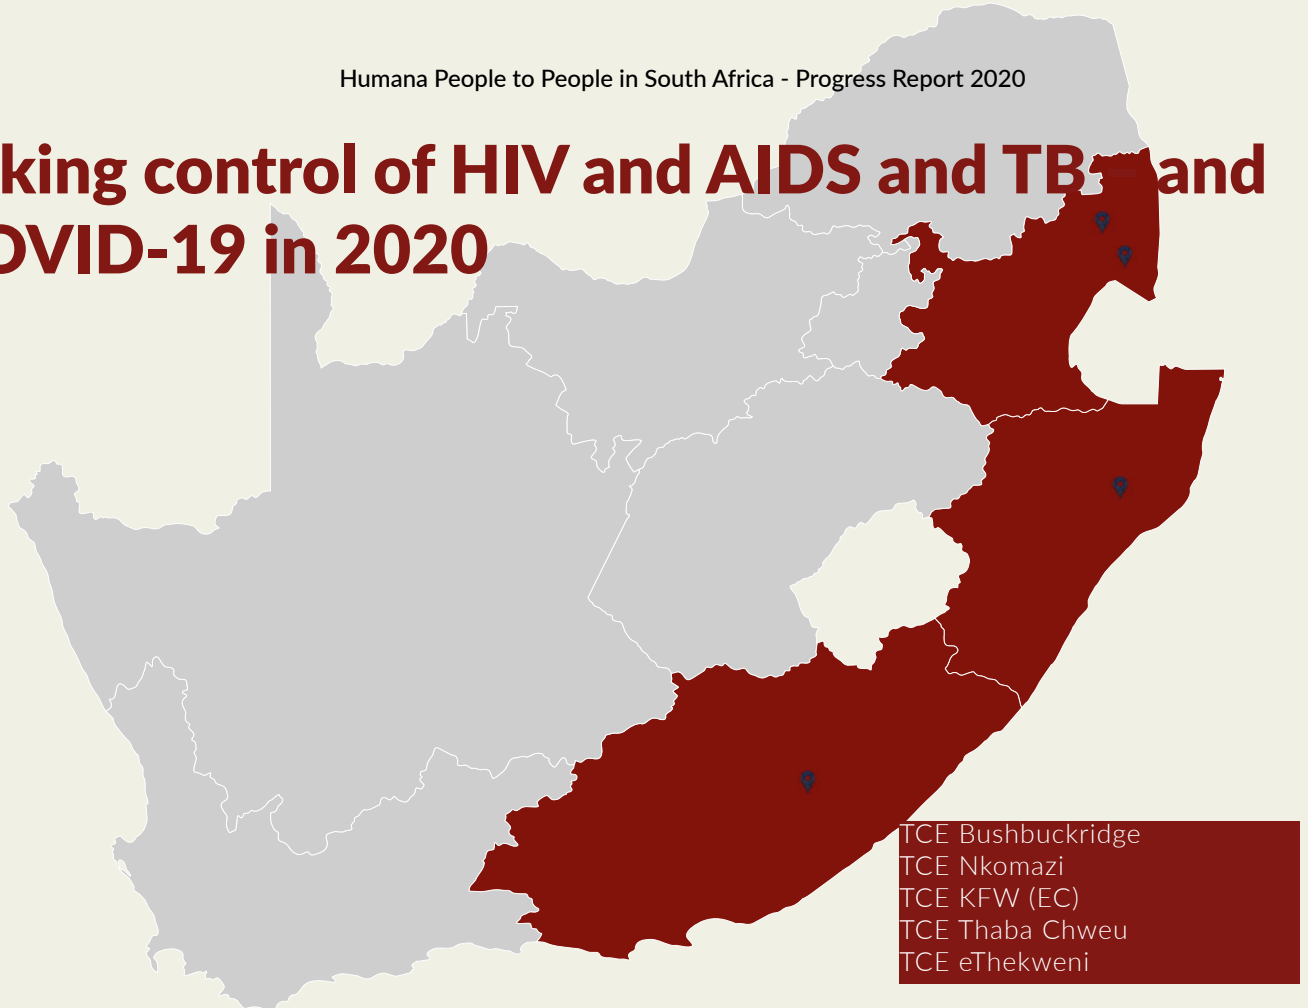 Humana People to People in South Africa - Progress Report 2020
king control of HIV and AIDS and TB - and
OVID-19 in 2020
TCE Bushbuckridge
TCE Nkomazi
TCE KFW (EC)
TCE Thaba Chweu
TCE eThekweni